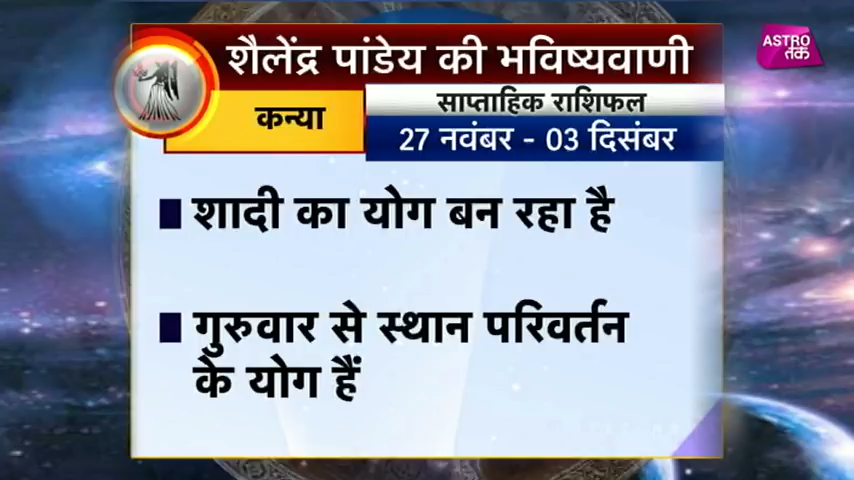 शैलेंद्र पांडेय की भविष्यवाणी
ASTRO
तक
कन्या
साप्ताहिक राशिफल
27 नवंबर - 03 दिसंबर
शादी का योग बन रहा है
गुरुवार से स्थान परिवर्तन
के योग हैं